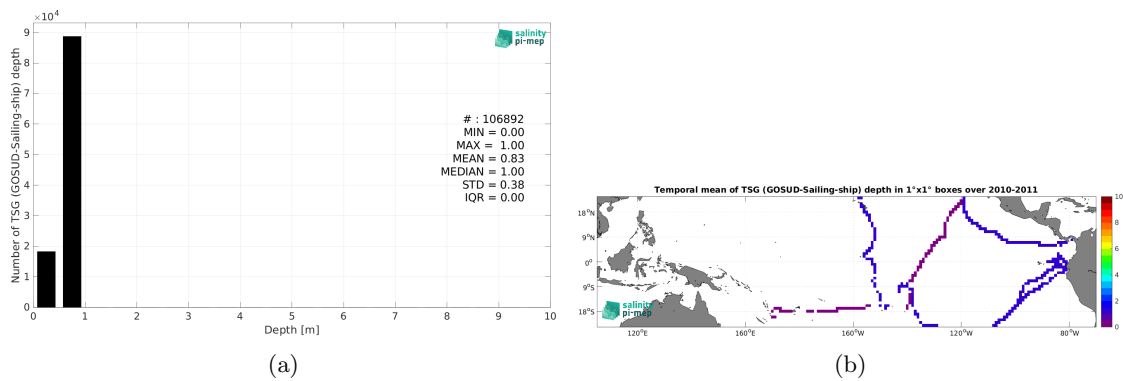 ×10⁴
9
8
7
6
5
4
3
2
1
0
Number of TSG (GOSUD-Sailing-ship) depth
salinity
pi-mep
# : 106892
MIN = 0.00
MAX = 1.00
MEAN = 0.83
MEDIAN = 1.00
STD = 0.38
IQR = 0.00
0 1 2 3 4 5 6 7 8 9 10
Depth [m]
(a)
Temporal mean of TSG (GOSUD-Sailing-ship) depth in 1°x1° boxes over 2010-2011
18°N
9°N
0°
9°S
18°S
salinity
pi-mep
120°E 160°E 160°W 120°W 80°W
10
8
6
4
2
0
(b)